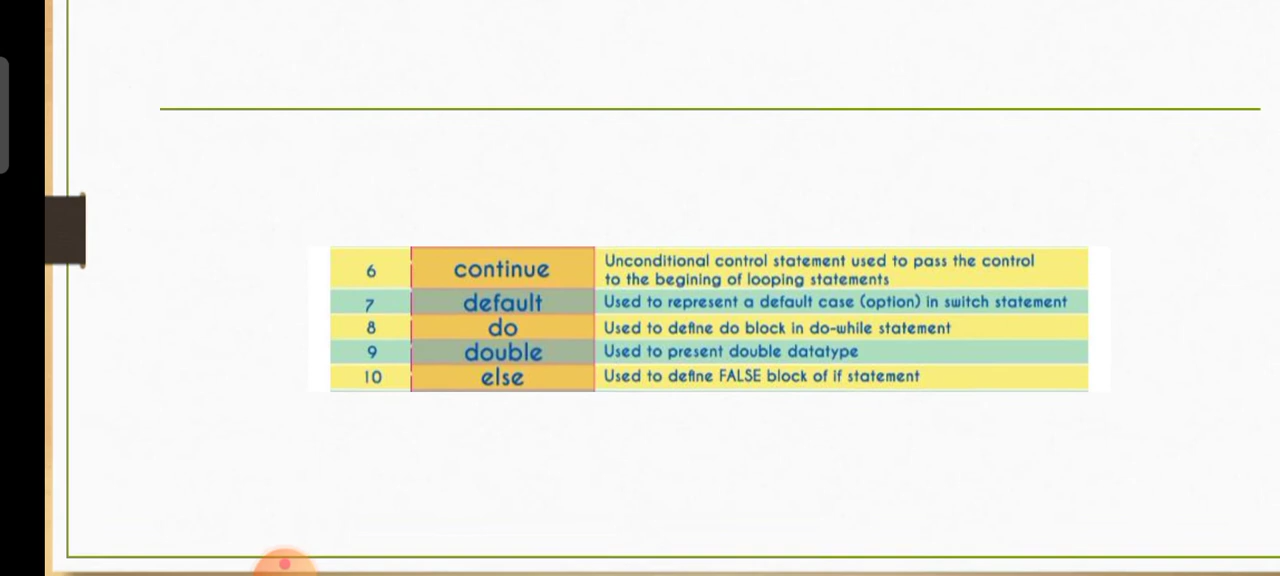 6 continue Unconditional control statement used to pass the control
to the begining of looping statements
7 default Used to represent a default case (option) in switch statement
8 do Used to define do block in do-while statement
9 double Used to present double datatype
10 else Used to define FALSE block of if statement